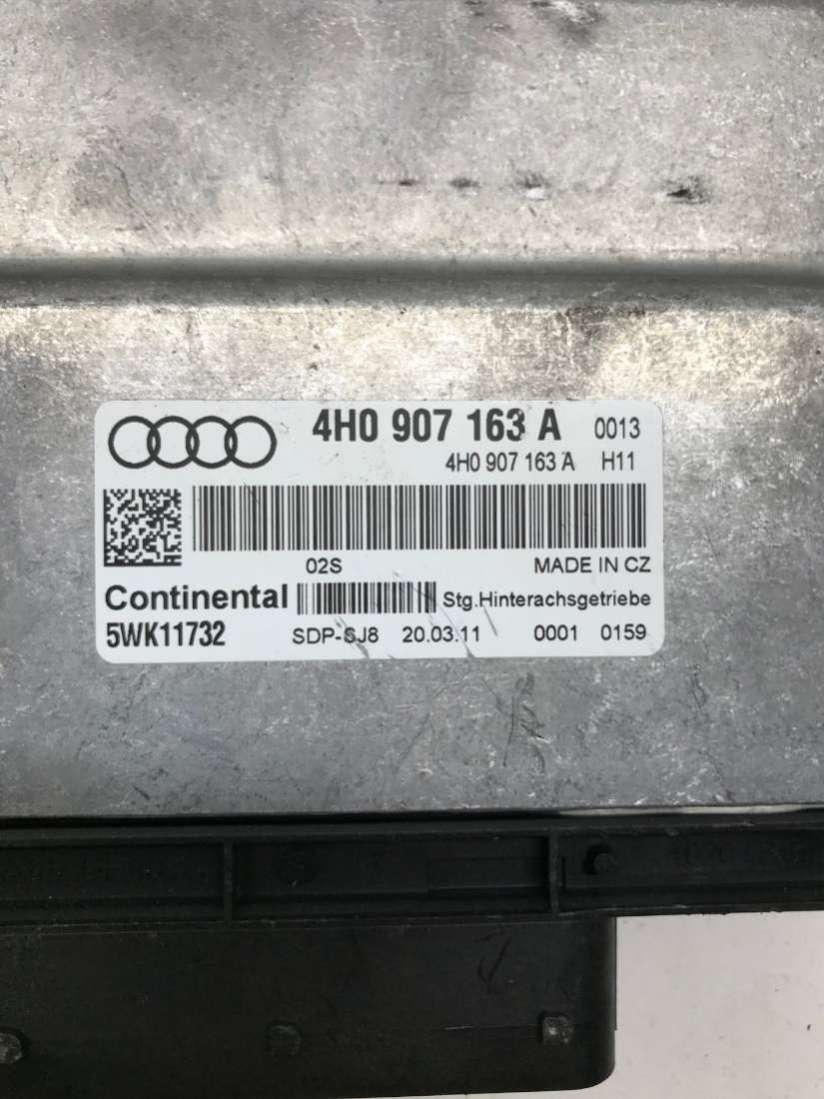 4H0 907 163 A 0013
4H0 907 163 A H11
02S MADE IN CZ
Continental Stg.Hinterachsgetriebe
5WK11732 SDP-SJ8 20.03.11 0001 0159